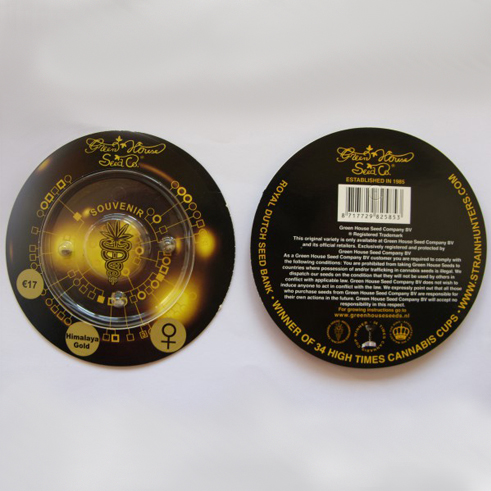 Green House
Seed Co.®
SOUVENIR
€17
Himalaya
Gold
Green House
Seed Co.®
ESTABLISHED IN 1985
8717729825853
Green House Seed Company BV
® Registered Trademark
This original variety is only available at Green House Seed Company BV
and its official retailers. Exclusively registered and protected by
Green House Seed Company BV
As a Green House Seed Company BV customer you are required to comply with
the following conditions: You are prohibited from taking Green House Seeds to
countries where possession of and/or trafficking in cannabis seeds is illegal. We
dispatch our seeds on the condition that they will not be used by others in
conflict with applicable law. Green House Seed Company BV does not wish to
induce anyone to act in conflict with the law. We expressly point out that all those
who purchase seeds from Green House Seed Company BV are responsible for
their own actions in the future. Green House Seed Company BV will accept no
responsibility in this respect.
For growing instructions go to
www.greenhouseseeds.nl
ROYAL DUTCH SEED BANK • WINNER OF 34 HIGH TIMES CANNABIS CUPS • WWW.STRAINHUNTERS.COM